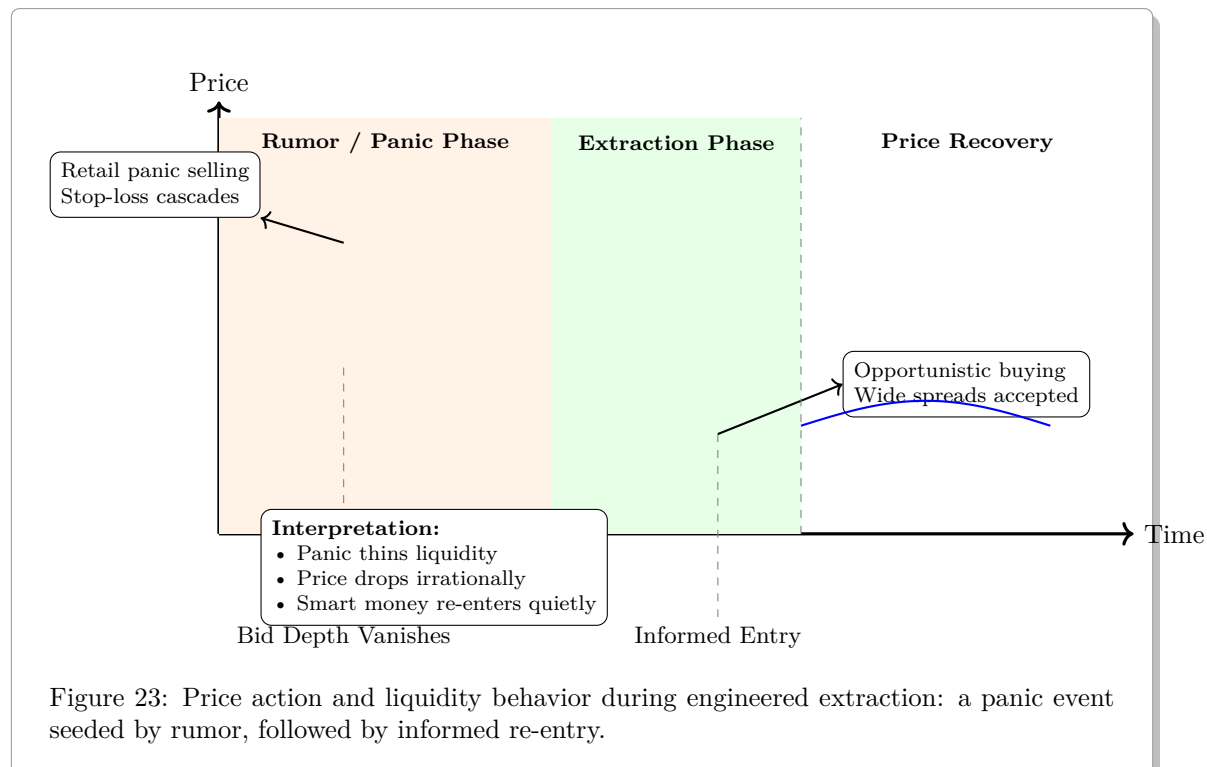 Price
Rumor / Panic Phase
Extraction Phase
Price Recovery
Retail panic selling
Stop-loss cascades
Opportunistic buying
Wide spreads accepted
Time
Interpretation:
• Panic thins liquidity
• Price drops irrationally
• Smart money re-enters quietly
Bid Depth Vanishes
Informed Entry
Figure 23: Price action and liquidity behavior during engineered extraction: a panic event
seeded by rumor, followed by informed re-entry.